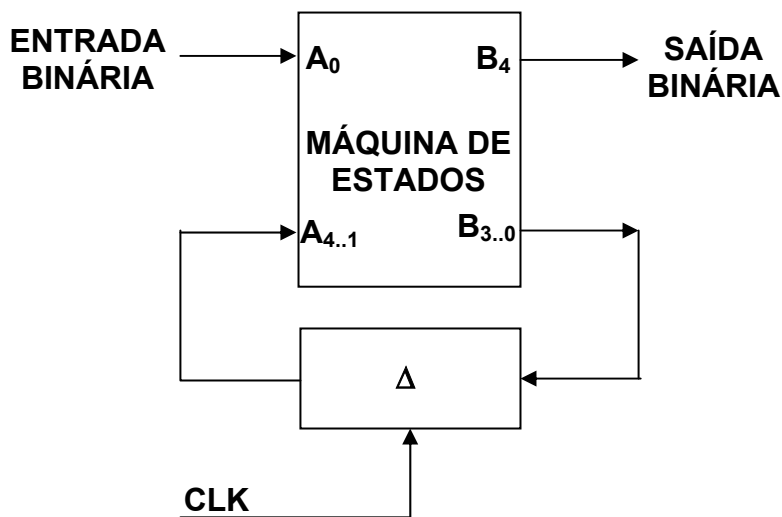 ENTRADA
BINÁRIA
A0
B4
SAÍDA
BINÁRIA
MÁQUINA DE
ESTADOS
A4..1
B3..0
Δ
CLK